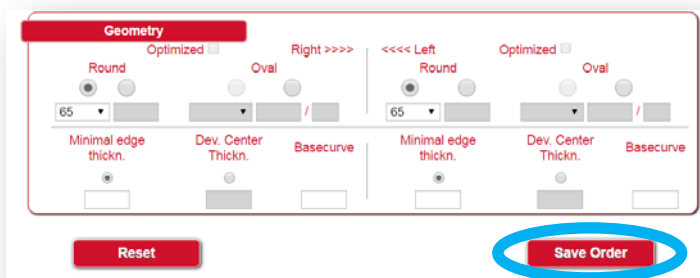 Geometry
Optimized Right >>>> <<<< Left Optimized
Round Oval Round Oval
65 / 65 /
Minimal edge thickn. Dev. Center Thickn. Basecurve Minimal edge thickn. Dev. Center Thickn. Basecurve
Reset Save Order